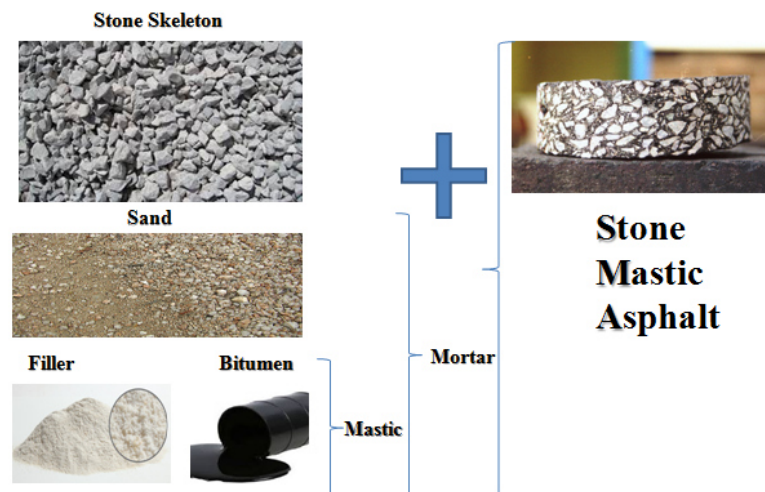 Stone Skeleton
Sand
Filler
Bitumen
Mastic
Mortar
Stone
Mastic
Asphalt